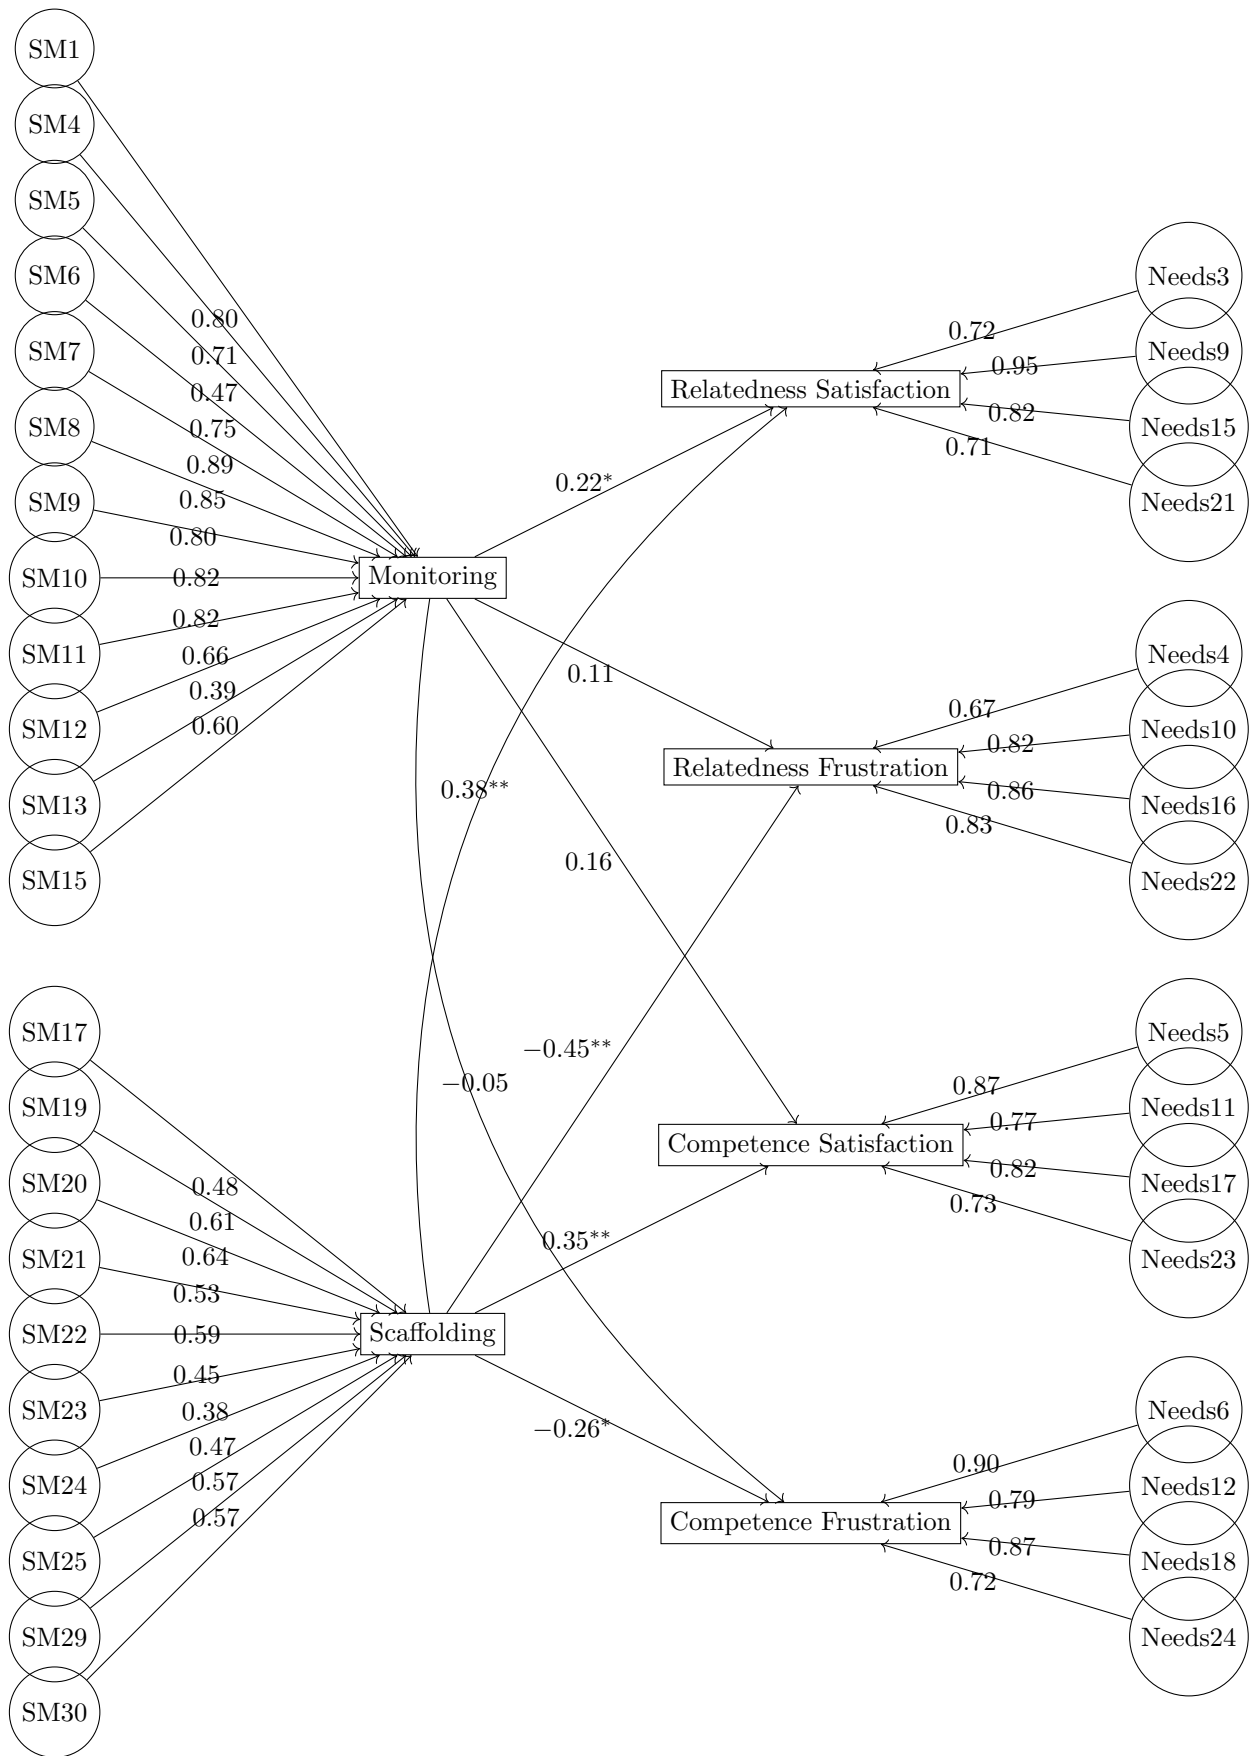 SM1
SM4
SM5
SM6
SM7
SM8
SM9
SM10
SM11
SM12
SM13
SM15
0.80
0.71
0.47
0.75
0.89
0.85
0.80
0.82
0.82
0.66
0.39
0.60
Monitoring
SM17
SM19
SM20
SM21
SM22
SM23
SM24
SM25
SM29
SM30
0.48
0.61
0.64
0.53
0.59
0.45
0.38
0.47
0.57
0.57
Scaffolding
0.22*
0.11
0.38**
0.16
−0.45**
−0.05
0.35**
−0.26*
Relatedness Satisfaction
0.72
0.95
0.82
0.71
Needs3
Needs9
Needs15
Needs21
Relatedness Frustration
0.67
0.82
0.86
0.83
Needs4
Needs10
Needs16
Needs22
Competence Satisfaction
0.87
0.77
0.82
0.73
Needs5
Needs11
Needs17
Needs23
Competence Frustration
0.90
0.79
0.87
0.72
Needs6
Needs12
Needs18
Needs24